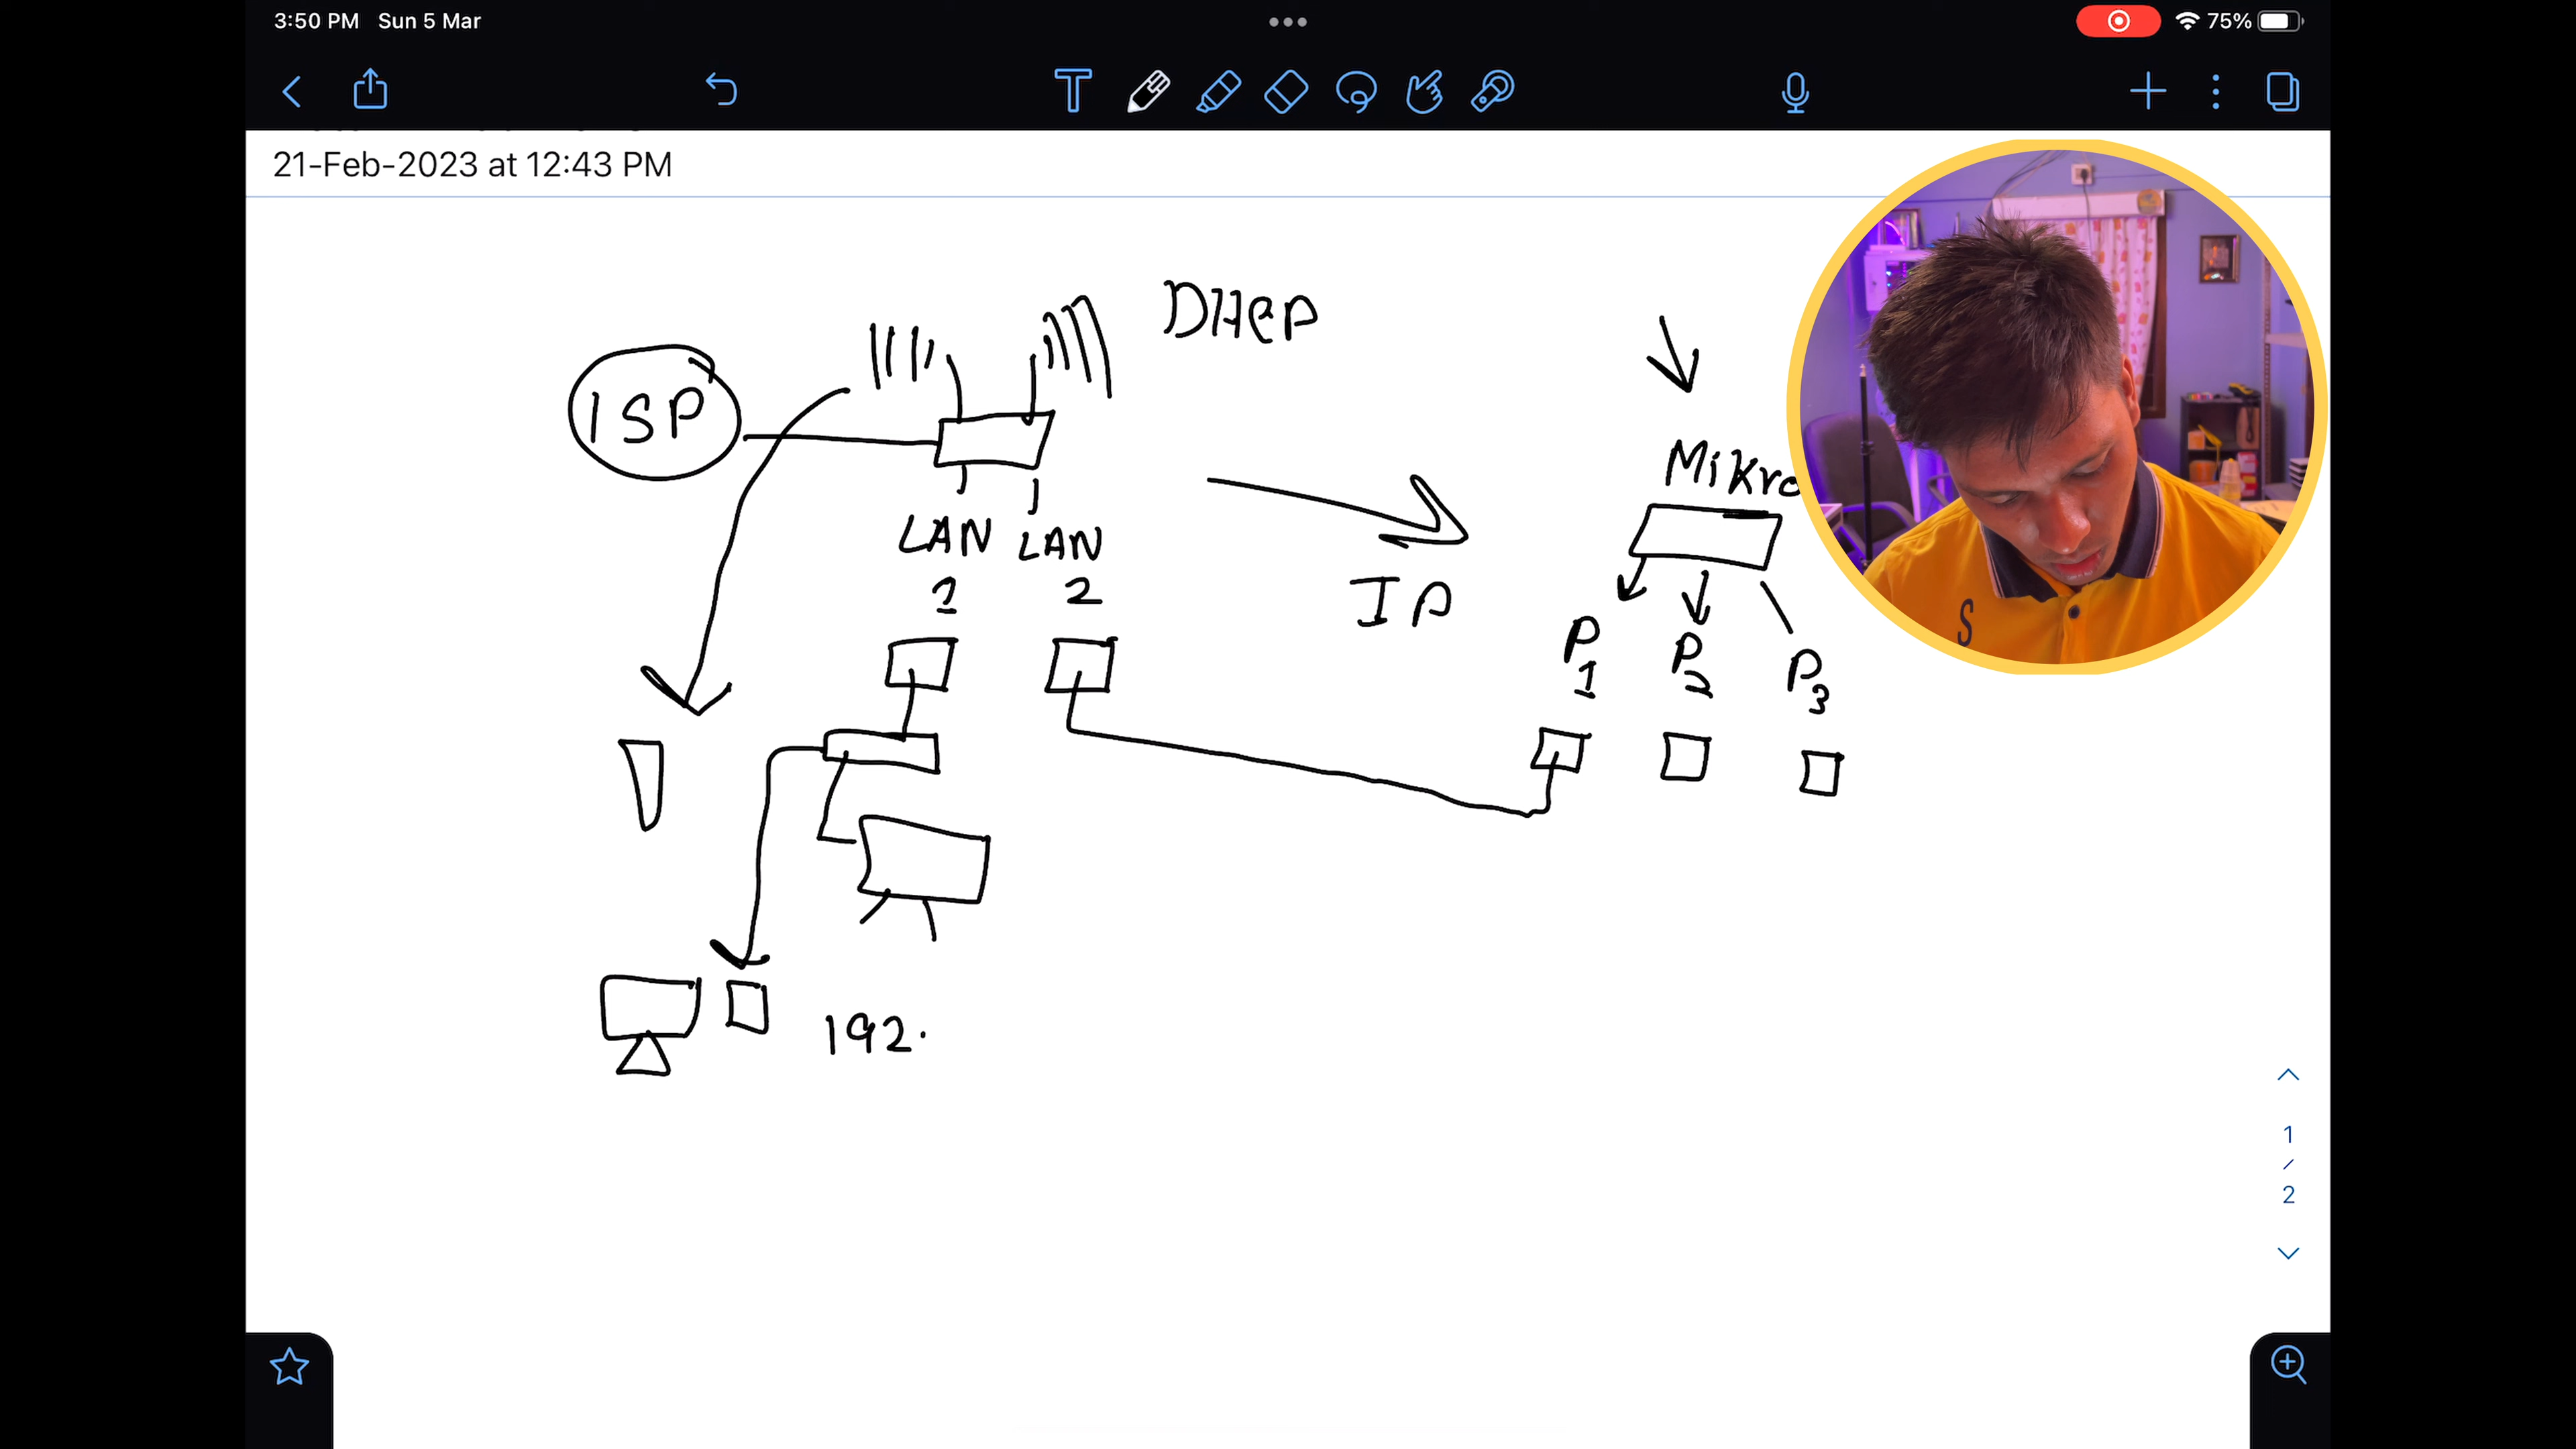 3:50 PM Sun 5 Mar
75%
21-Feb-2023 at 12:43 PM
DHCP
ISP
Mikro
LAN LAN
1 2
IP
P1 P2 P3
S
192.
1
/
2